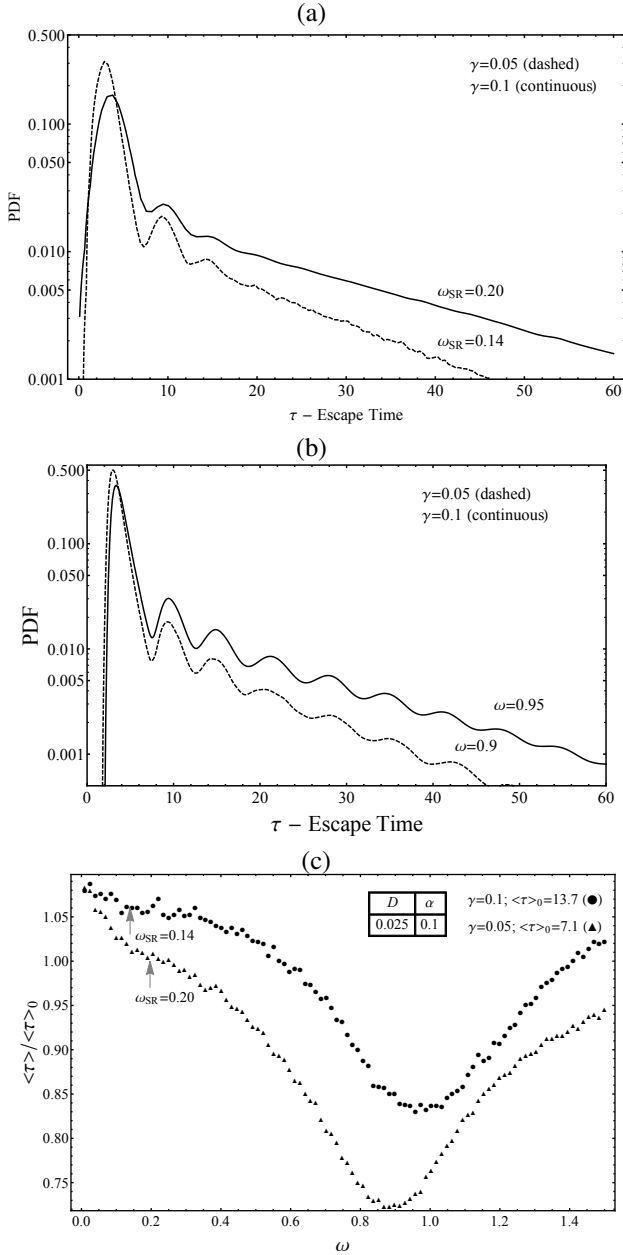 (a)
0.500
0.100
0.050
0.010
0.005
0.001
PDF
γ=0.05 (dashed)
γ=0.1 (continuous)
ωSR=0.20
ωSR=0.14
0 10 20 30 40 50 60
τ – Escape Time
(b)
0.500
0.100
0.050
0.010
0.005
0.001
PDF
γ=0.05 (dashed)
γ=0.1 (continuous)
ω=0.95
ω=0.9
0 10 20 30 40 50 60
τ – Escape Time
(c)
1.05
1.00
0.95
0.90
0.85
0.80
0.75
<τ>/<τ>0
D α
0.025 0.1
γ=0.1; <τ>0=13.7 (●)
γ=0.05; <τ>0=7.1 (▲)
ωSR=0.14
ωSR=0.20
0.0 0.2 0.4 0.6 0.8 1.0 1.2 1.4
ω